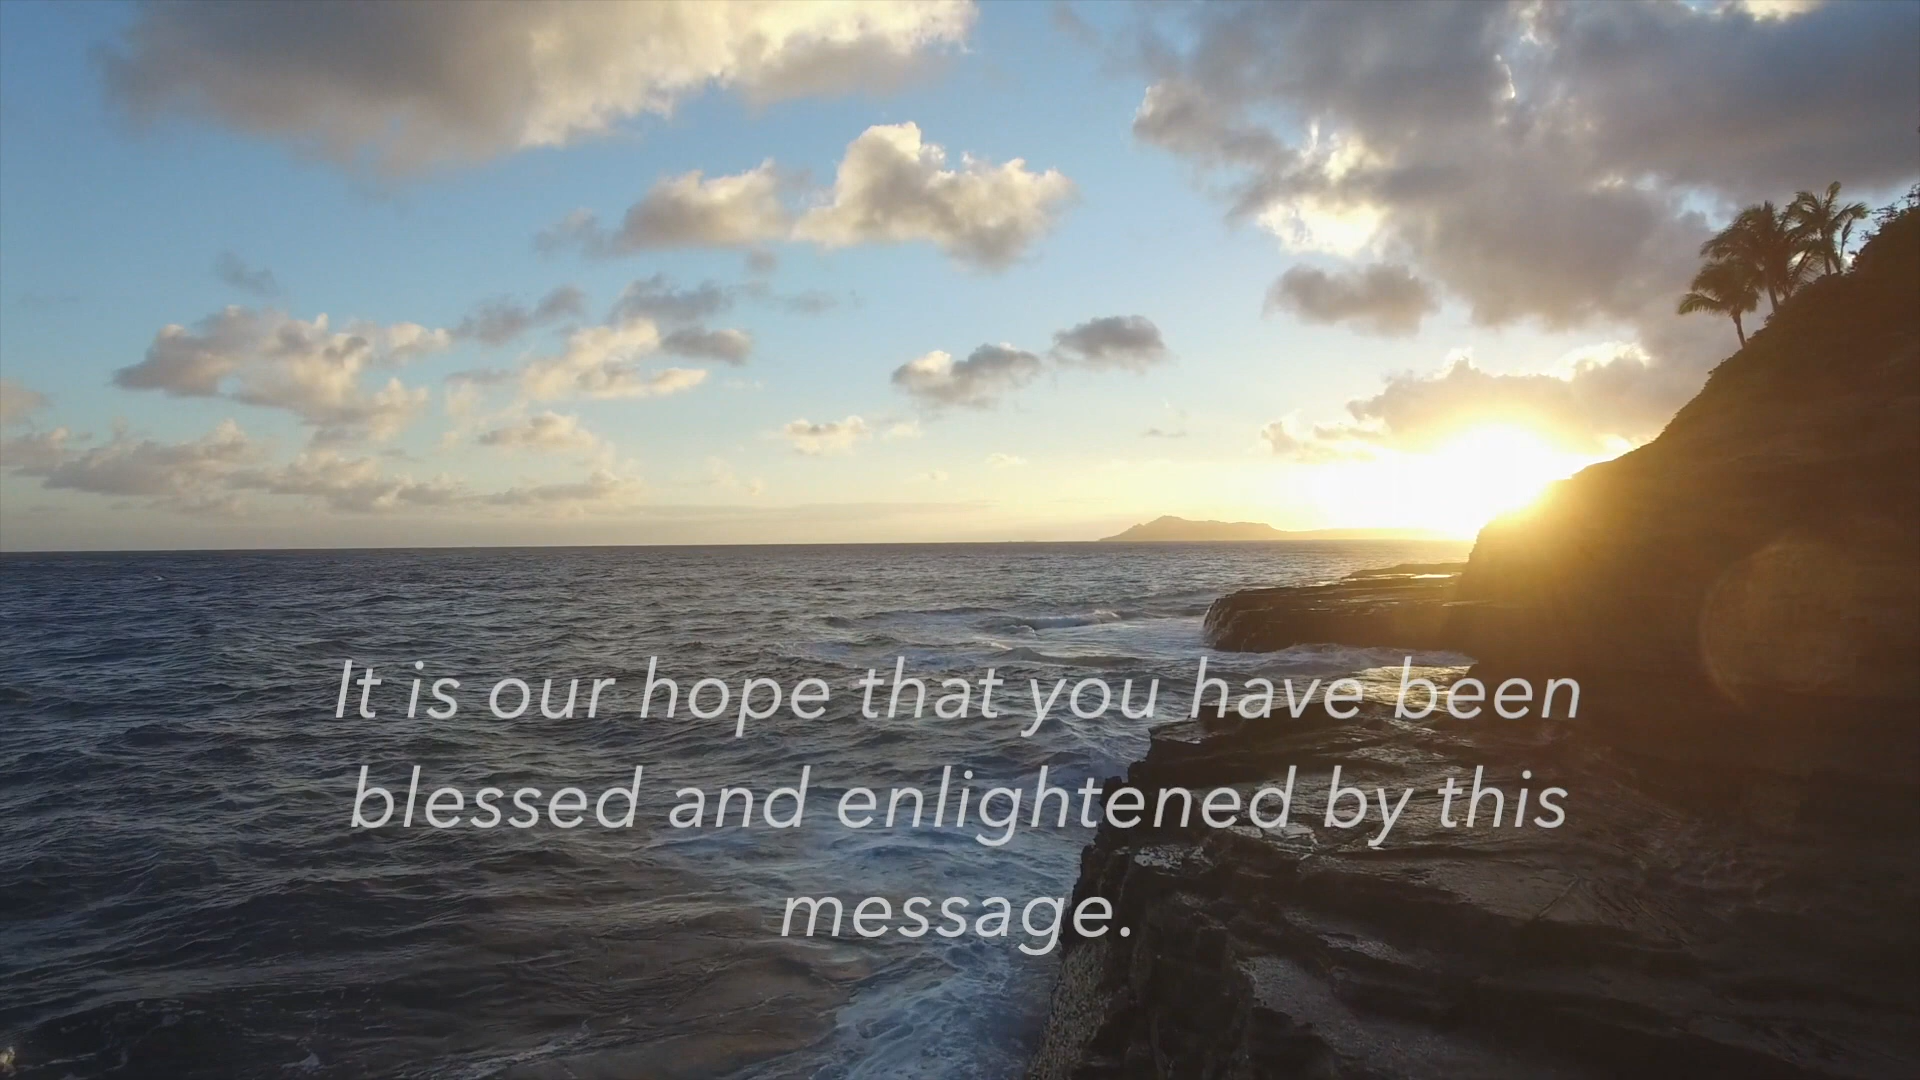 It is our hope that you have been
blessed and enlightened by this
message.